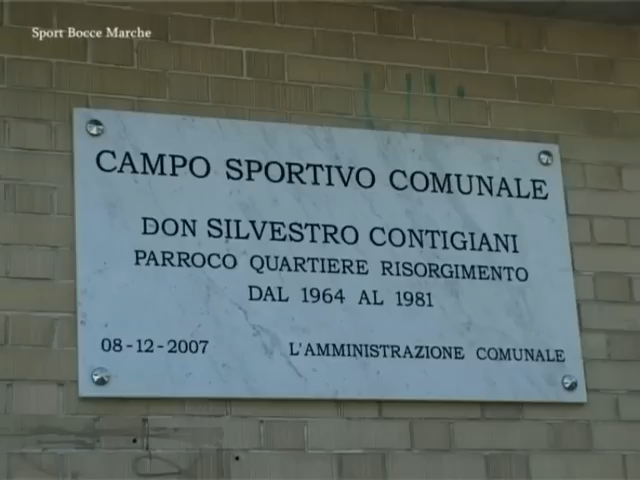 Sport Bocce Marche
CAMPO SPORTIVO COMUNALE
DON SILVESTRO CONTIGIANI
PARROCO QUARTIERE RISORGIMENTO
DAL 1964 AL 1981
08-12-2007 L'AMMINISTRAZIONE COMUNALE